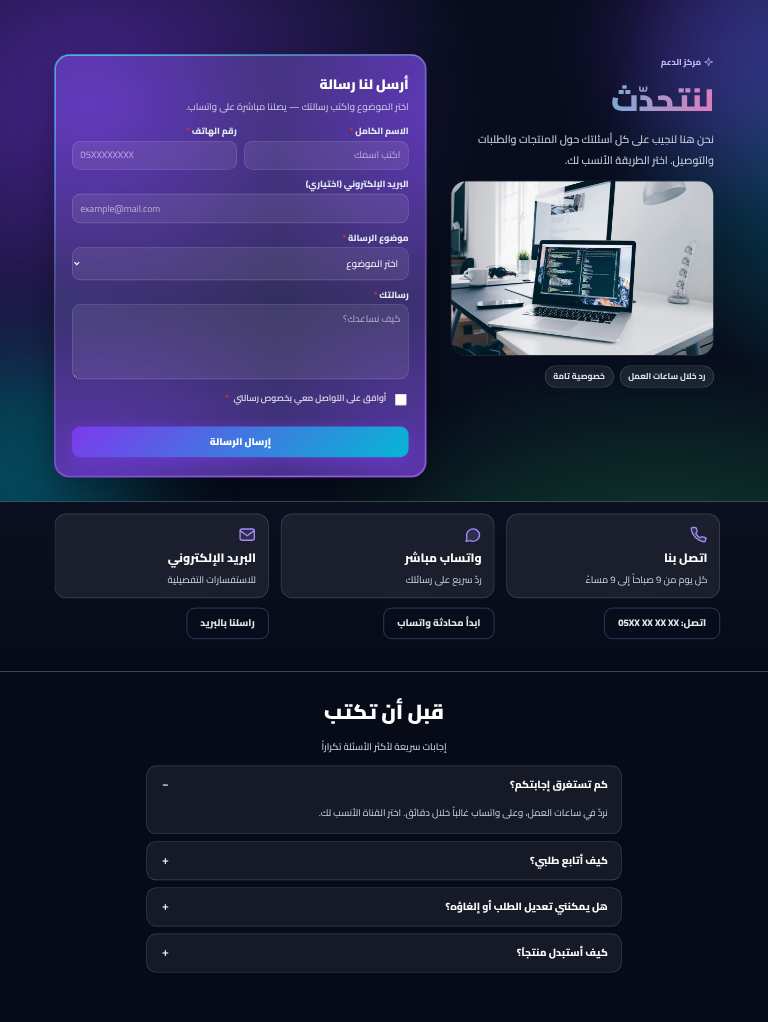 مركز الدعم
لنتحدّث
نحن هنا لنجيب على كل أسئلتك حول المنتجات والطلبات
والتوصيل. اختر الطريقة الأنسب لك.
رد خلال ساعات العمل
خصوصية تامة
أرسل لنا رسالة
اختر الموضوع واكتب رسالتك — يصلنا مباشرة على واتساب.
الاسم الكامل *
رقم الهاتف *
اكتب اسمك
05XXXXXXXX
البريد الإلكتروني (اختياري)
example@mail.com
موضوع الرسالة *
اختر الموضوع
رسالتك *
كيف نساعدك؟
أوافق على التواصل معي بخصوص رسالتي *
إرسال الرسالة
اتصل بنا
كل يوم من 9 صباحاً إلى 9 مساءً
اتصل: 05XX XX XX XX
واتساب مباشر
ردّ سريع على رسائلك
ابدأ محادثة واتساب
البريد الإلكتروني
للاستفسارات التفصيلية
راسلنا بالبريد
قبل أن تكتب
إجابات سريعة لأكثر الأسئلة تكراراً
كم تستغرق إجابتكم؟ −
نردّ في ساعات العمل، وعلى واتساب غالباً خلال دقائق. اختر القناة الأنسب لك.
كيف أتابع طلبي؟ +
هل يمكنني تعديل الطلب أو إلغاؤه؟ +
كيف أستبدل منتجاً؟ +